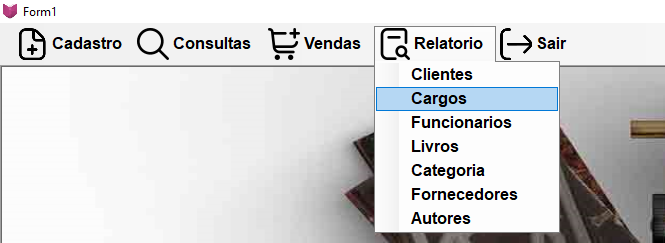 Form1
Cadastro Consultas Vendas Relatorio Sair
Clientes
Cargos
Funcionarios
Livros
Categoria
Fornecedores
Autores